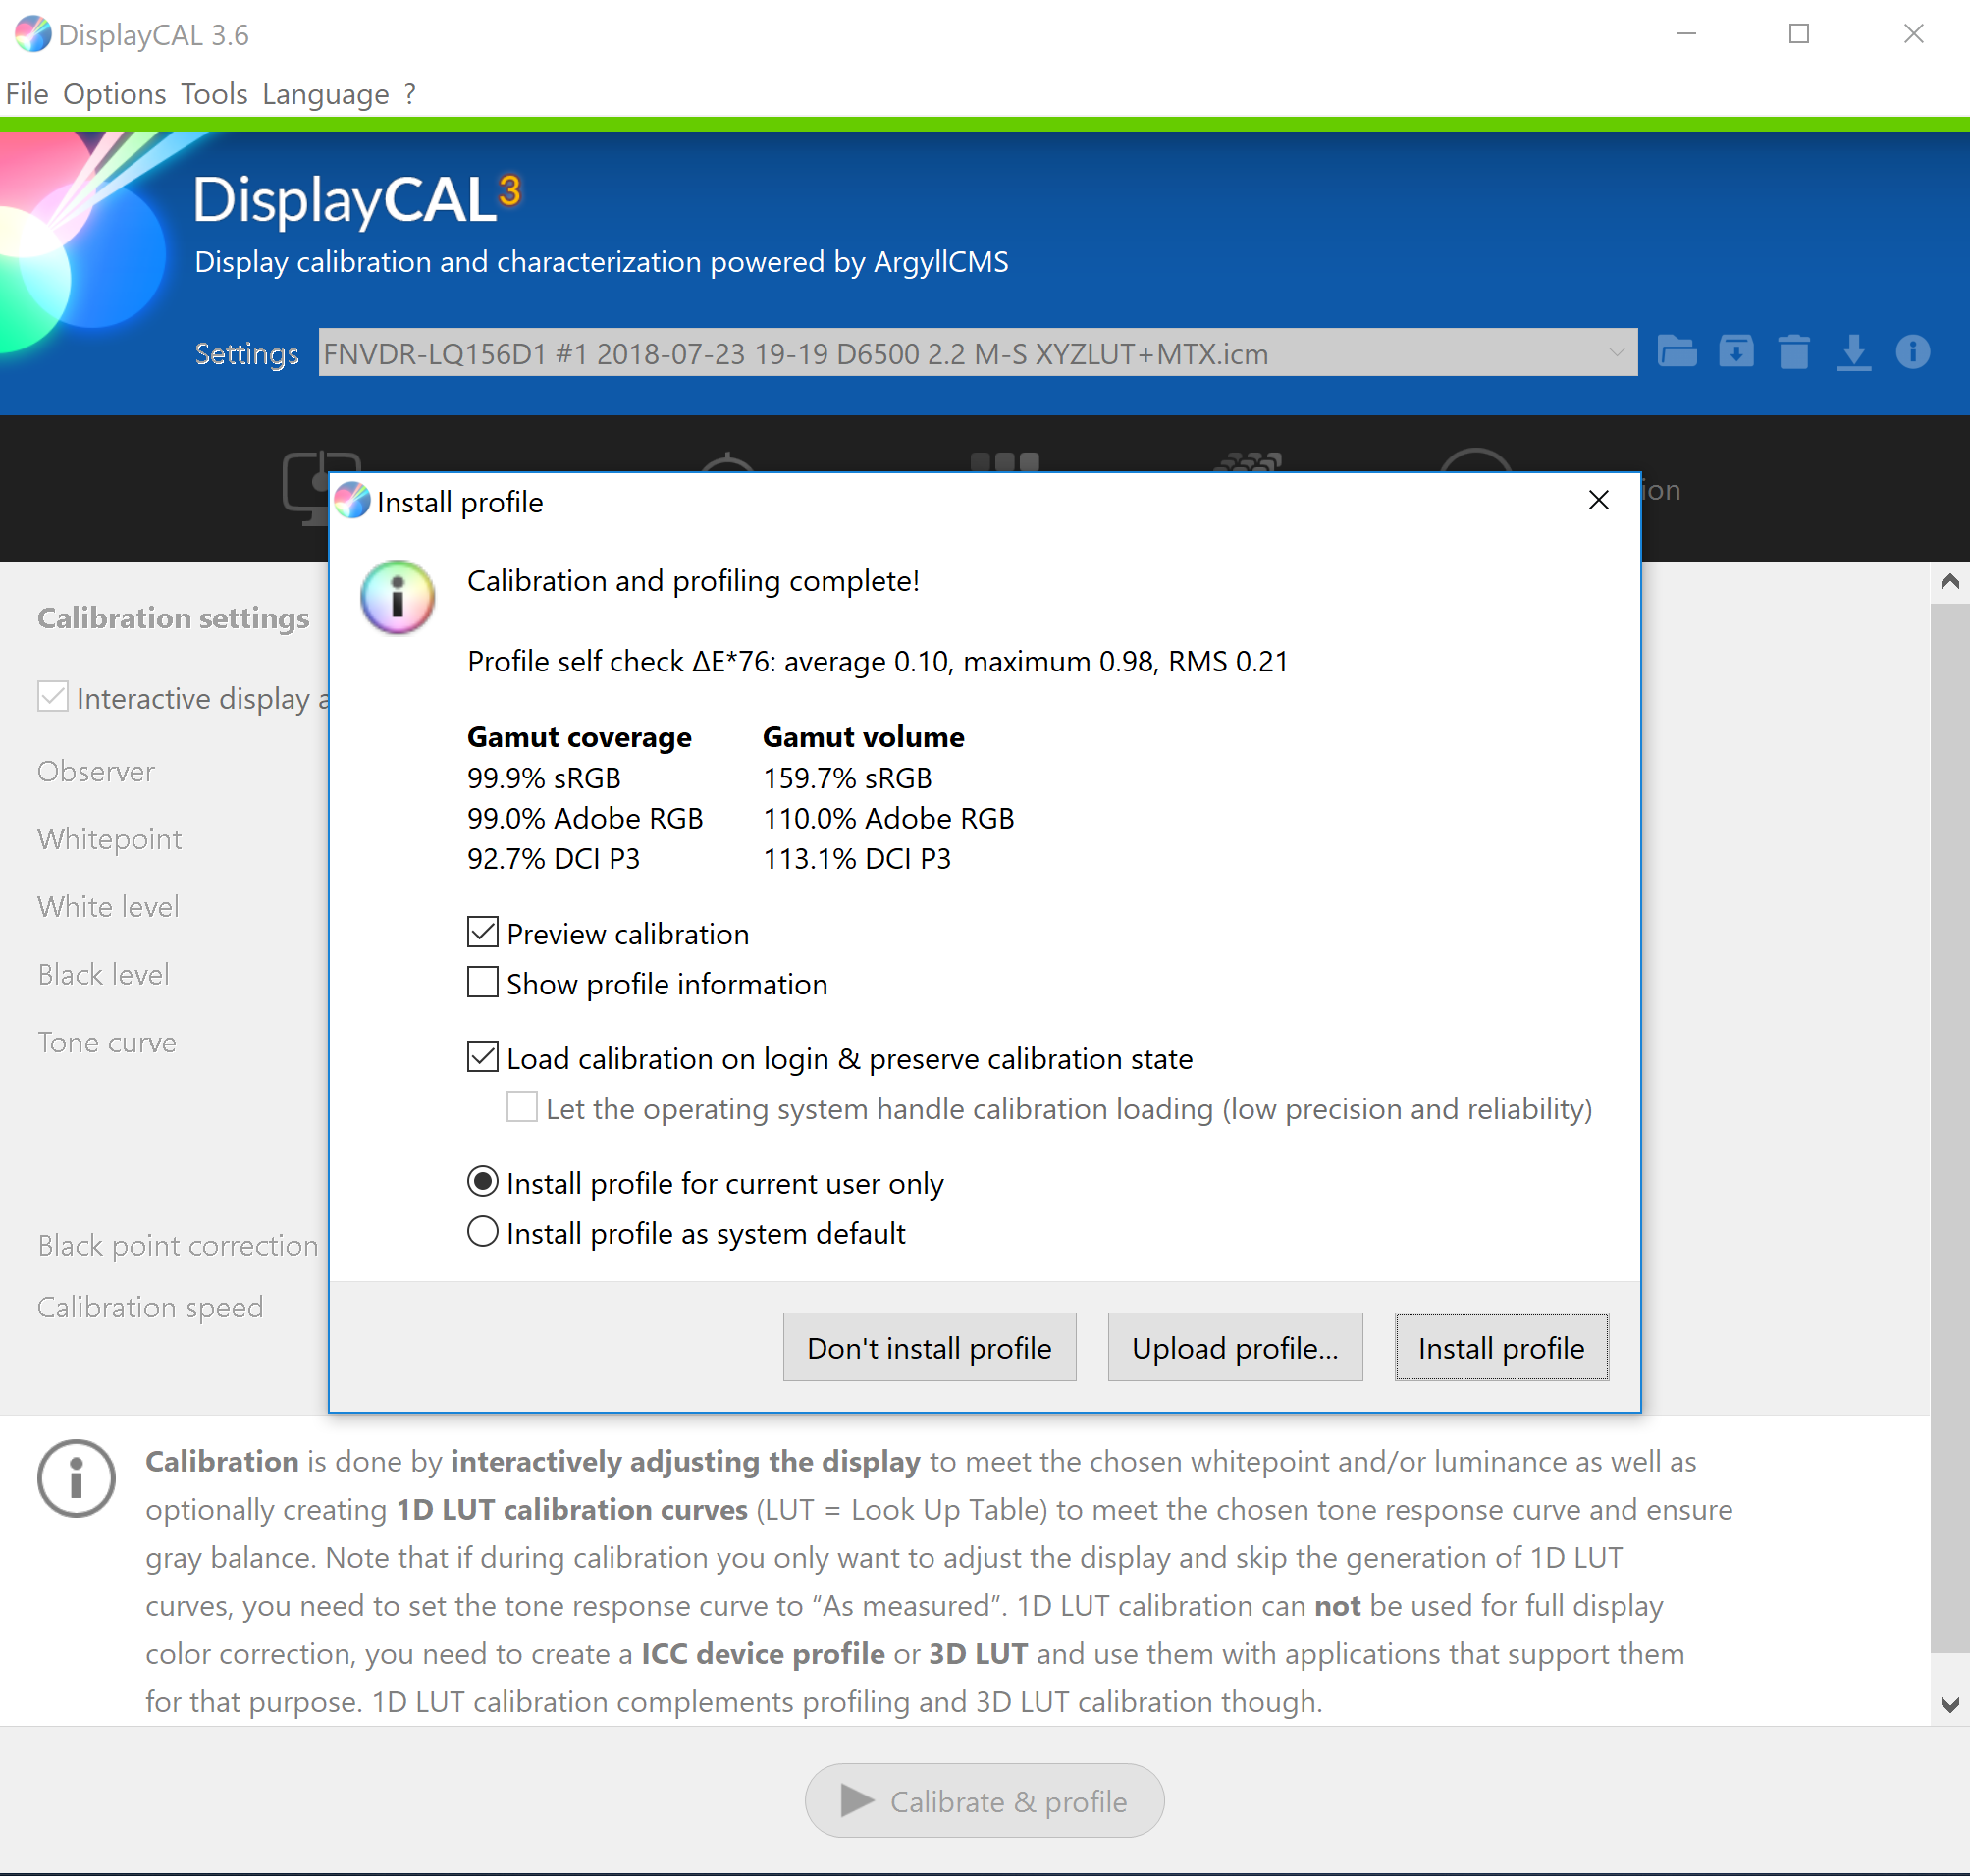 DisplayCAL 3.6
File Options Tools Language ?
DisplayCAL3
Display calibration and characterization powered by ArgyllCMS
Settings FNVDR-LQ156D1 #1 2018-07-23 19-19 D6500 2.2 M-S XYZLUT+MTX.icm
ion
Install profile
Calibration and profiling complete!
Profile self check ΔE*76: average 0.10, maximum 0.98, RMS 0.21
Gamut coverage Gamut volume
99.9% sRGB 159.7% sRGB
99.0% Adobe RGB 110.0% Adobe RGB
92.7% DCI P3 113.1% DCI P3
Preview calibration
Show profile information
Load calibration on login & preserve calibration state
Let the operating system handle calibration loading (low precision and reliability)
Install profile for current user only
Install profile as system default
Don't install profile Upload profile... Install profile
Calibration settings
Interactive display a
Observer
Whitepoint
White level
Black level
Tone curve
Black point correction
Calibration speed
Calibration is done by interactively adjusting the display to meet the chosen whitepoint and/or luminance as well as
optionally creating 1D LUT calibration curves (LUT = Look Up Table) to meet the chosen tone response curve and ensure
gray balance. Note that if during calibration you only want to adjust the display and skip the generation of 1D LUT
curves, you need to set the tone response curve to “As measured”. 1D LUT calibration can not be used for full display
color correction, you need to create a ICC device profile or 3D LUT and use them with applications that support them
for that purpose. 1D LUT calibration complements profiling and 3D LUT calibration though.
Calibrate & profile